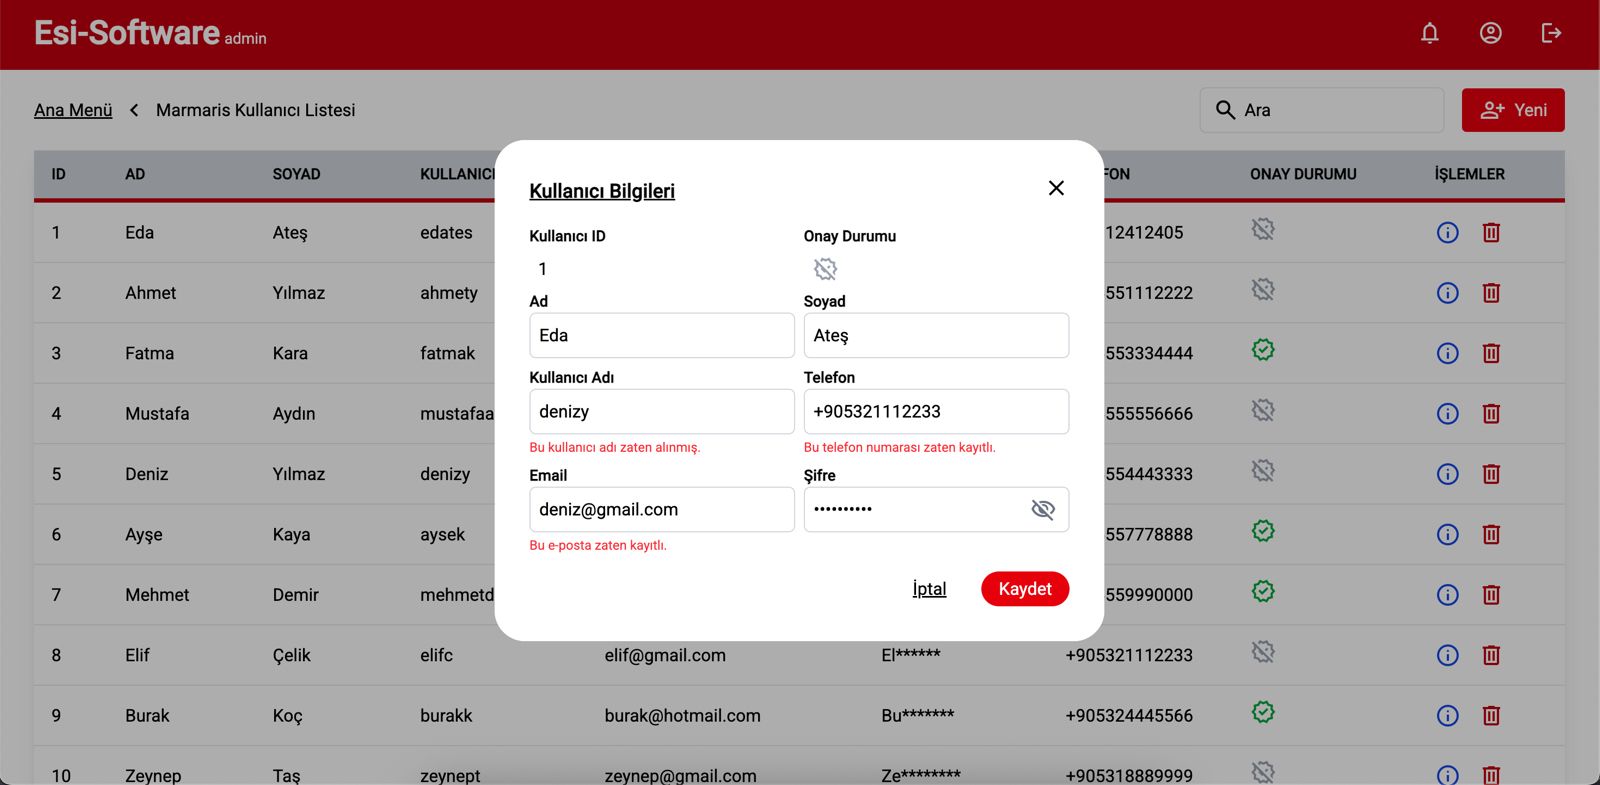 Esi-Software admin
Ana Menü Marmaris Kullanıcı Listesi Ara Yeni
ID AD SOYAD KULLANICI FON ONAY DURUMU İŞLEMLER
1 Eda Ateş edates 12412405
2 Ahmet Yılmaz ahmety 551112222
3 Fatma Kara fatmak 553334444
4 Mustafa Aydın mustafaa 555556666
5 Deniz Yılmaz denizy 554443333
6 Ayşe Kaya aysek 557778888
7 Mehmet Demir mehmetd 559990000
8 Elif Çelik elifc elif@gmail.com El****** +905321112233
9 Burak Koç burakk burak@hotmail.com Bu******* +905324445566
10 Zeynep Taş zeynept zeynep@gmail.com Ze******** +905318889999
Kullanıcı Bilgileri
Kullanıcı ID Onay Durumu
1
Ad Soyad
Eda Ateş
Kullanıcı Adı Telefon
denizy +905321112233
Bu kullanıcı adı zaten alınmış. Bu telefon numarası zaten kayıtlı.
Email Şifre
deniz@gmail.com ••••••••••
Bu e-posta zaten kayıtlı.
İptal Kaydet